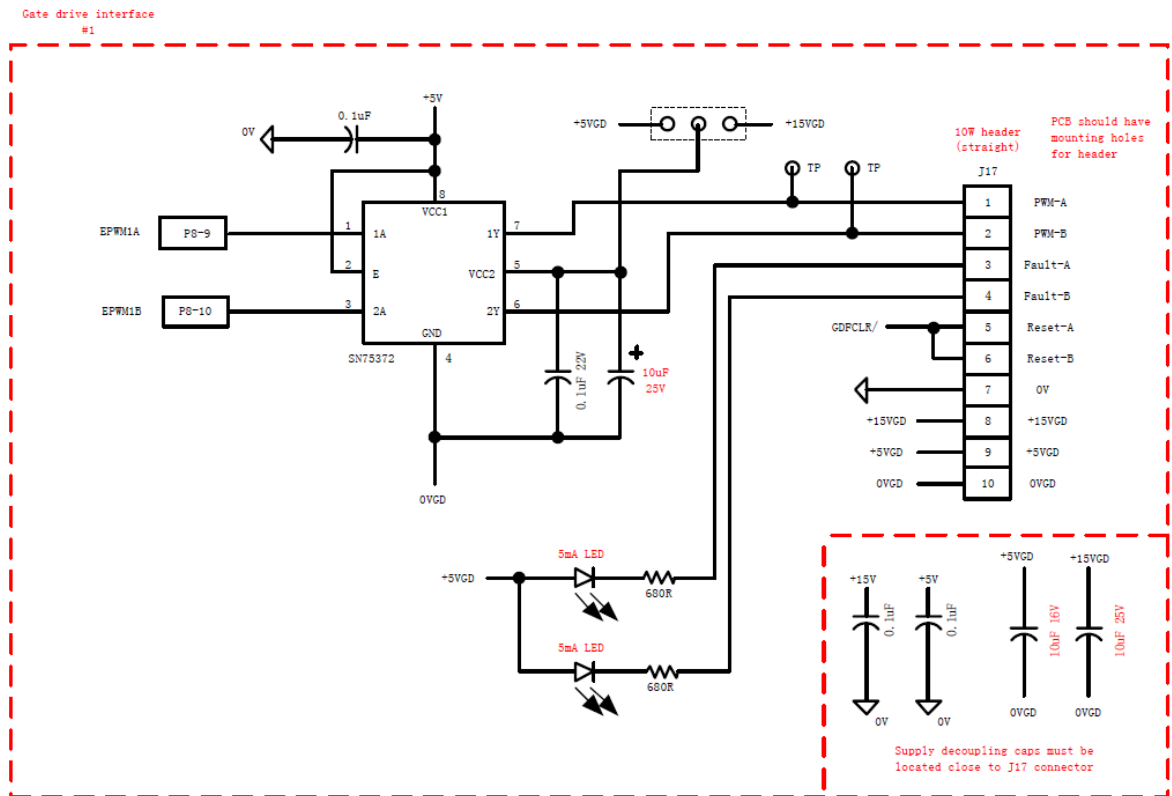 Gate drive interface
#1
+5V
0.1uF
0V
+5VGD
+15VGD
10W header
(straight)
PCB should have
mounting holes
for header
J17
TP
TP
8
VCC1
EPWM1A
P8-9
1
1A
1Y
7
1
PWM-A
2
PWM-B
2
E
VCC2
5
3
Fault-A
EPWM1B
P8-10
3
2A
2Y
6
4
Fault-B
GND
4
SN75372
GDFCLR/
5
Reset-A
6
Reset-B
0.1uF 22V
10uF
25V
7
0V
+15VGD
8
+15VGD
+5VGD
9
+5VGD
0VGD
10
0VGD
0VGD
5mA LED
+5VGD
680R
5mA LED
680R
+15V
0.1uF
0V
+5V
0.1uF
0V
+5VGD
10uF 16V
0VGD
+15VGD
10uF 25V
0VGD
Supply decoupling caps must be
located close to J17 connector